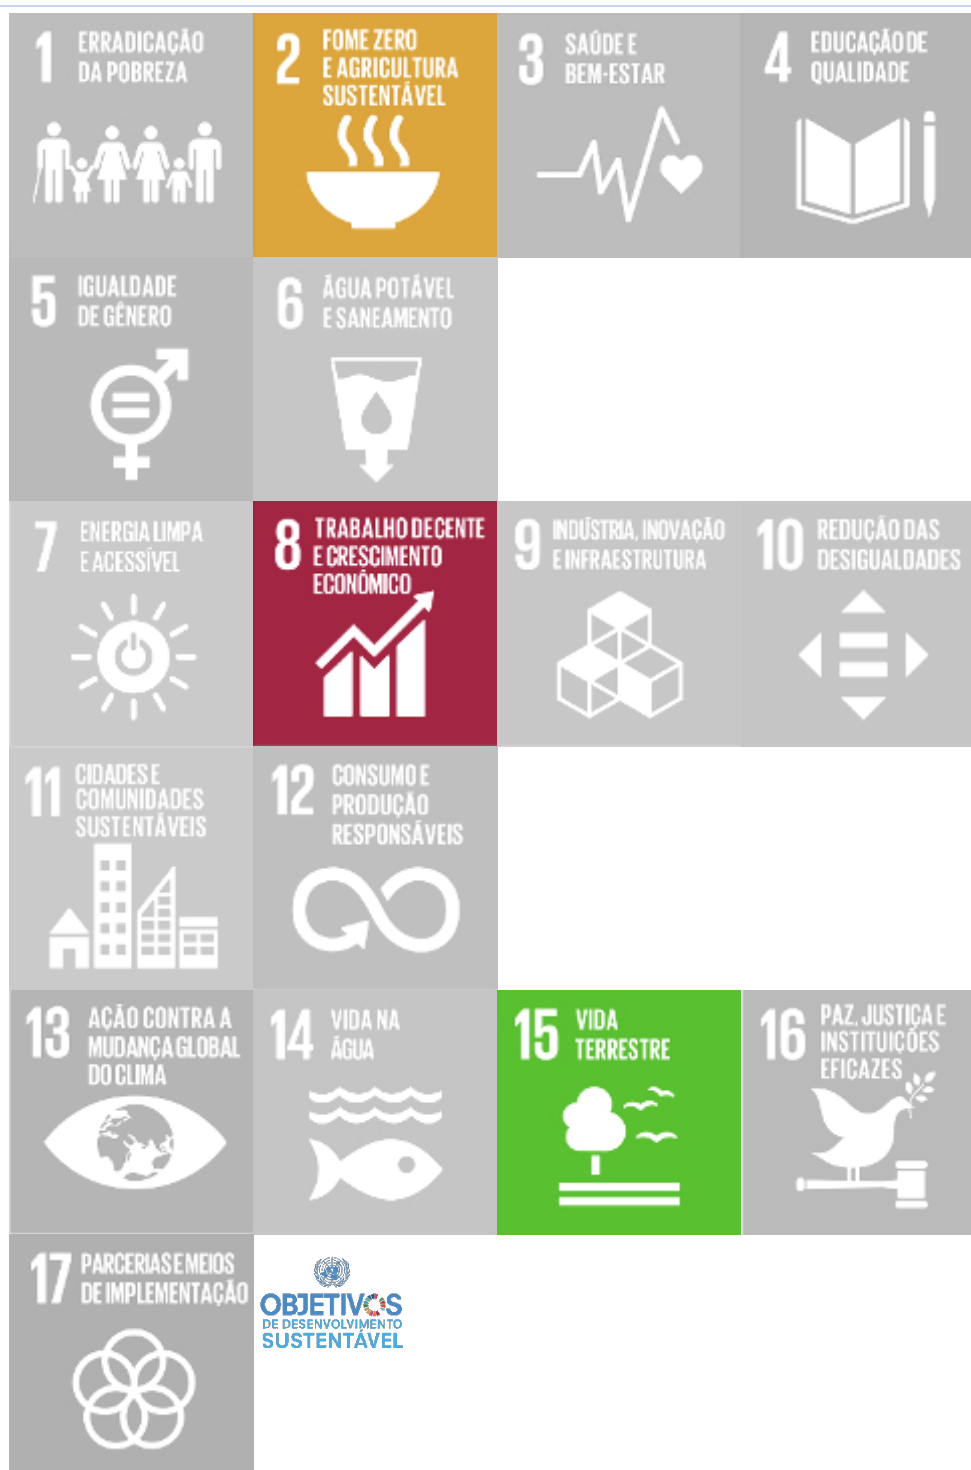 1 ERRADICAÇÃO
DA POBREZA
2 FOME ZERO
E AGRICULTURA
SUSTENTÁVEL
3 SAÚDE E
BEM-ESTAR
4 EDUCAÇÃO DE
QUALIDADE
5 IGUALDADE
DE GÊNERO
6 ÁGUA POTÁVEL
E SANEAMENTO
7 ENERGIA LIMPA
E ACESSÍVEL
8 TRABALHO DECENTE
E CRESCIMENTO
ECONÔMICO
9 INDÚSTRIA, INOVAÇÃO
E INFRAESTRUTURA
10 REDUÇÃO DAS
DESIGUALDADES
11 CIDADES E
COMUNIDADES
SUSTENTÁVEIS
12 CONSUMO E
PRODUÇÃO
RESPONSÁVEIS
13 AÇÃO CONTRA A
MUDANÇA GLOBAL
DO CLIMA
14 VIDA NA
ÁGUA
15 VIDA
TERRESTRE
16 PAZ, JUSTIÇA E
INSTITUIÇÕES
EFICAZES
17 PARCERIAS E MEIOS
DE IMPLEMENTAÇÃO
OBJETIVOS
DE DESENVOLVIMENTO
SUSTENTÁVEL